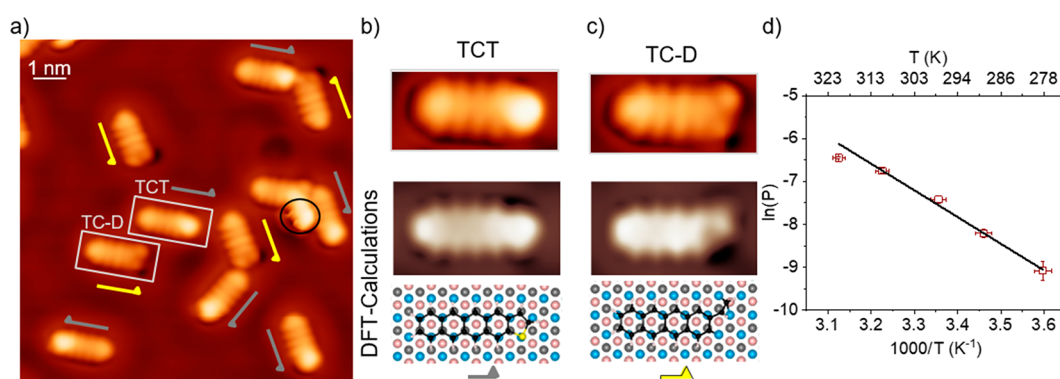 a)
1 nm
TCT
TC-D
b)
TCT
c)
TC-D
DFT-Calculations
d)
T (K)
323 313 303 294 286 278
-5
-6
-7
-8
-9
-10
ln(P)
3.1 3.2 3.3 3.4 3.5 3.6
1000/T (K⁻¹)